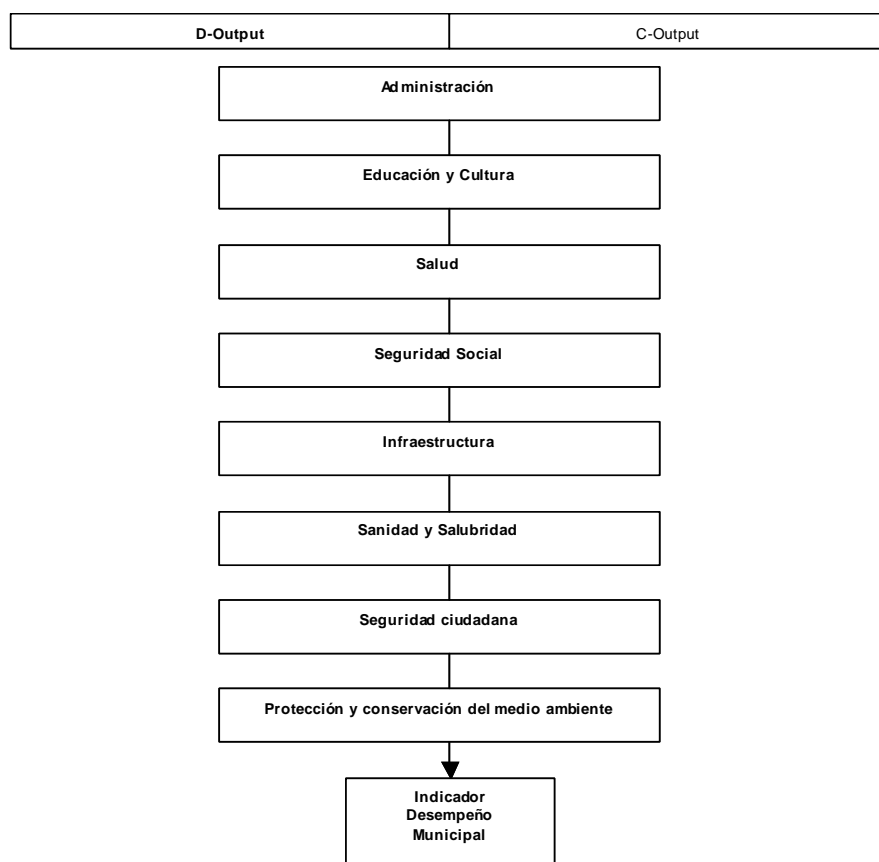 D-Output C-Output
Administración
Educación y Cultura
Salud
Seguridad Social
Infraestructura
Sanidad y Salubridad
Seguridad ciudadana
Protección y conservación del medio ambiente
Indicador
Desempeño
Municipal